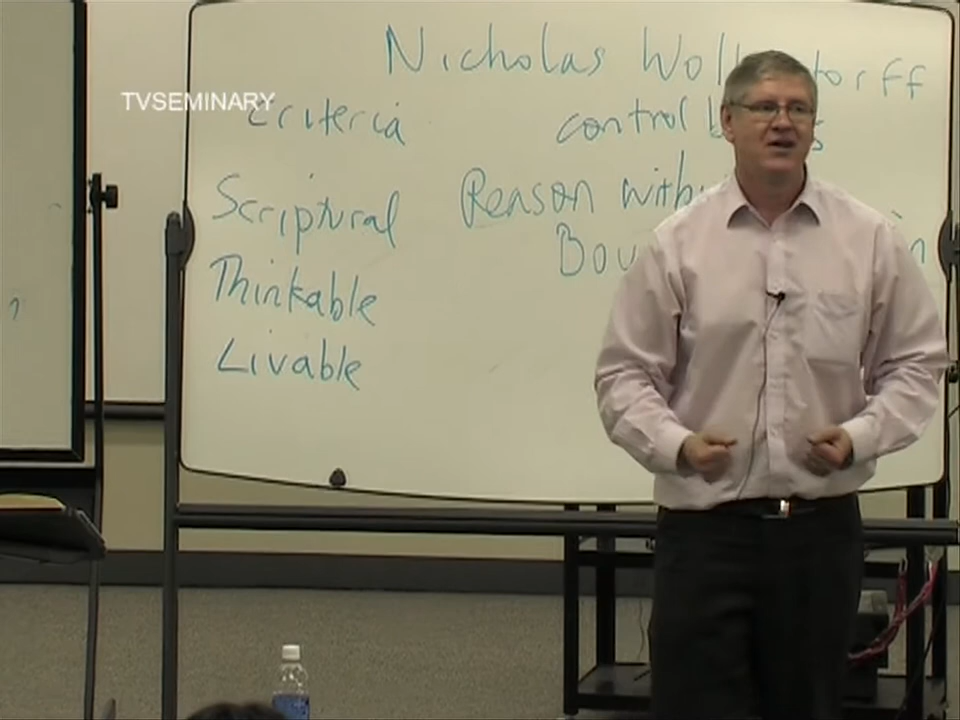 TVSEMINARY
Nicholas
criteria control
Scriptural Reason
Thinkable
Livable